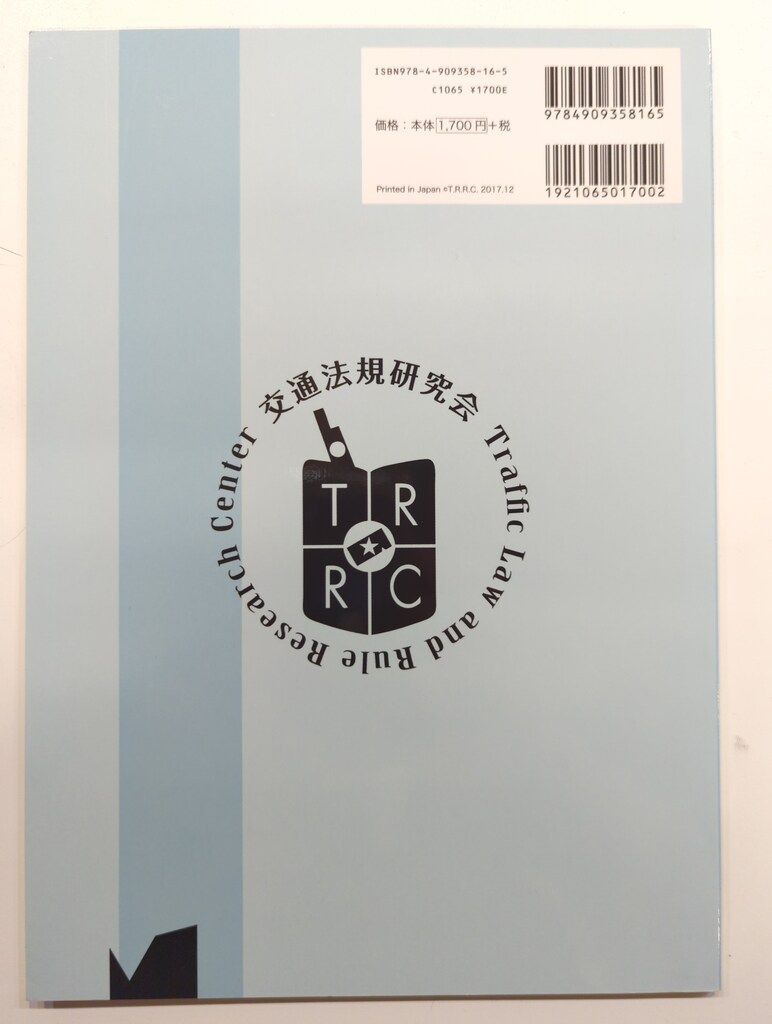 ISBN978-4-909358-16-5
C1065 ¥1700E
価格：本体1,700円+税
9784909358165
1921065017002
Printed in Japan ©T.R.R.C. 2017.12
交通法規研究会 Traffic Law and Rule Research Center
T R
R C